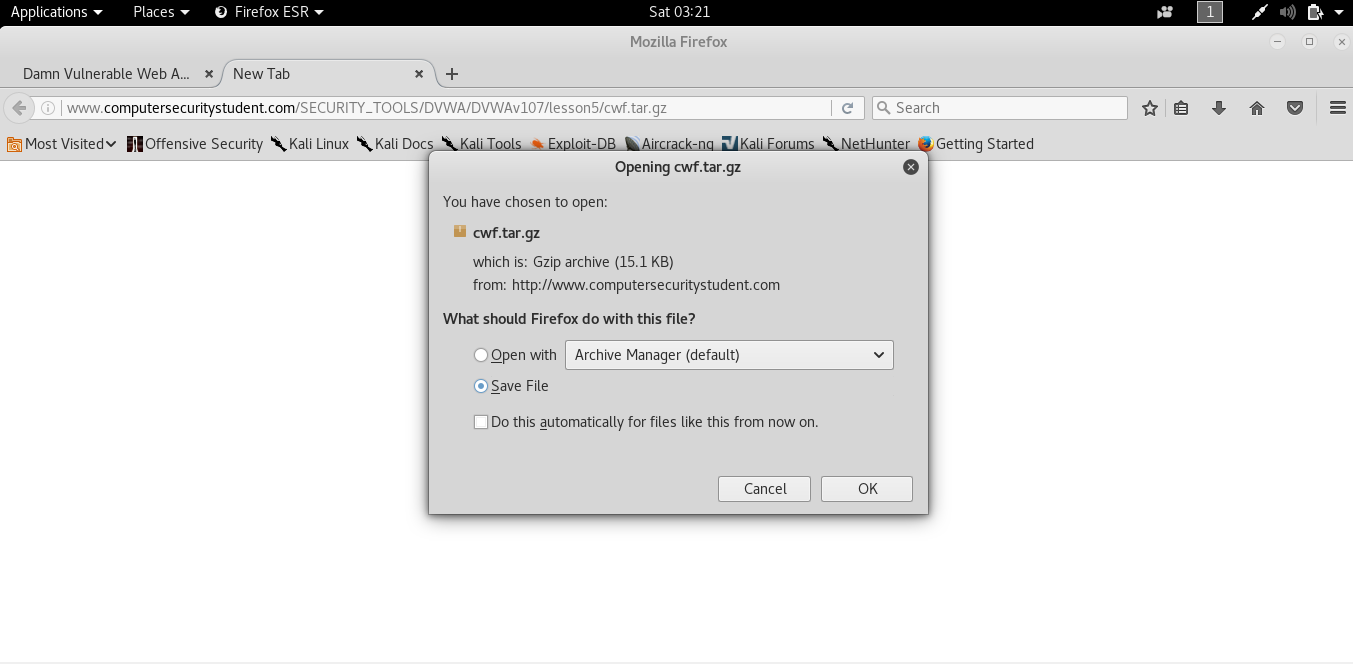 Applications Places Firefox ESR Sat 03:21 1
Mozilla Firefox
Damn Vulnerable Web A... New Tab
www.computersecuritystudent.com/SECURITY_TOOLS/DVWA/DVWAv107/lesson5/cwf.tar.gz Search
Most Visited Offensive Security Kali Linux Kali Docs Kali Tools Exploit-DB Aircrack-ng Kali Forums NetHunter Getting Started
Opening cwf.tar.gz
You have chosen to open:
cwf.tar.gz
which is: Gzip archive (15.1 KB)
from: http://www.computersecuritystudent.com
What should Firefox do with this file?
Open with Archive Manager (default)
Save File
Do this automatically for files like this from now on.
Cancel OK